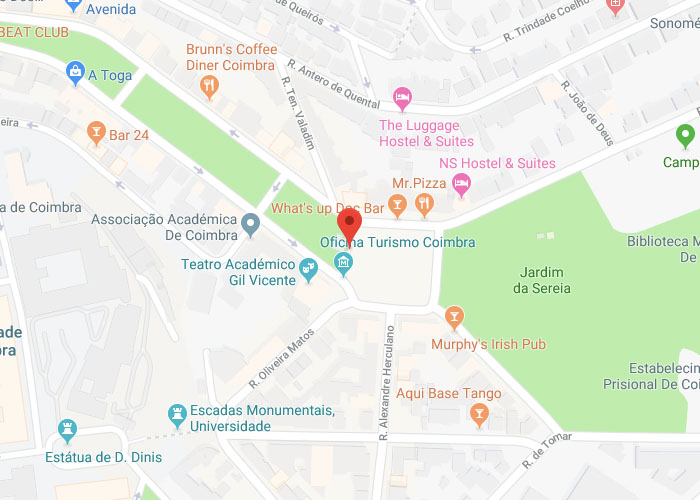 de Queirós
Avenida
BEAT CLUB
Brunn's Coffee
Diner Coimbra
A Toga
Bar 24
R. Ten. Valadim
R. Antero de Quental
R. Trindade Coelho
Sonomé
R. João de Deus
The Luggage
Hostel & Suites
NS Hostel & Suites
Camp
Mr.Pizza
What's up Doc Bar
a de Coimbra
Associação Académica
De Coimbra
Oficina Turismo Coimbra
Biblioteca M
De
Teatro Académico
Gil Vicente
Jardim
da Sereia
Murphy's Irish Pub
R. Oliveira Matos
R. Alexandre Herculano
Estabelecin
Prisional De Coi
Aqui Base Tango
Escadas Monumentais,
Universidade
Estátua de D. Dinis
R. de Tomar